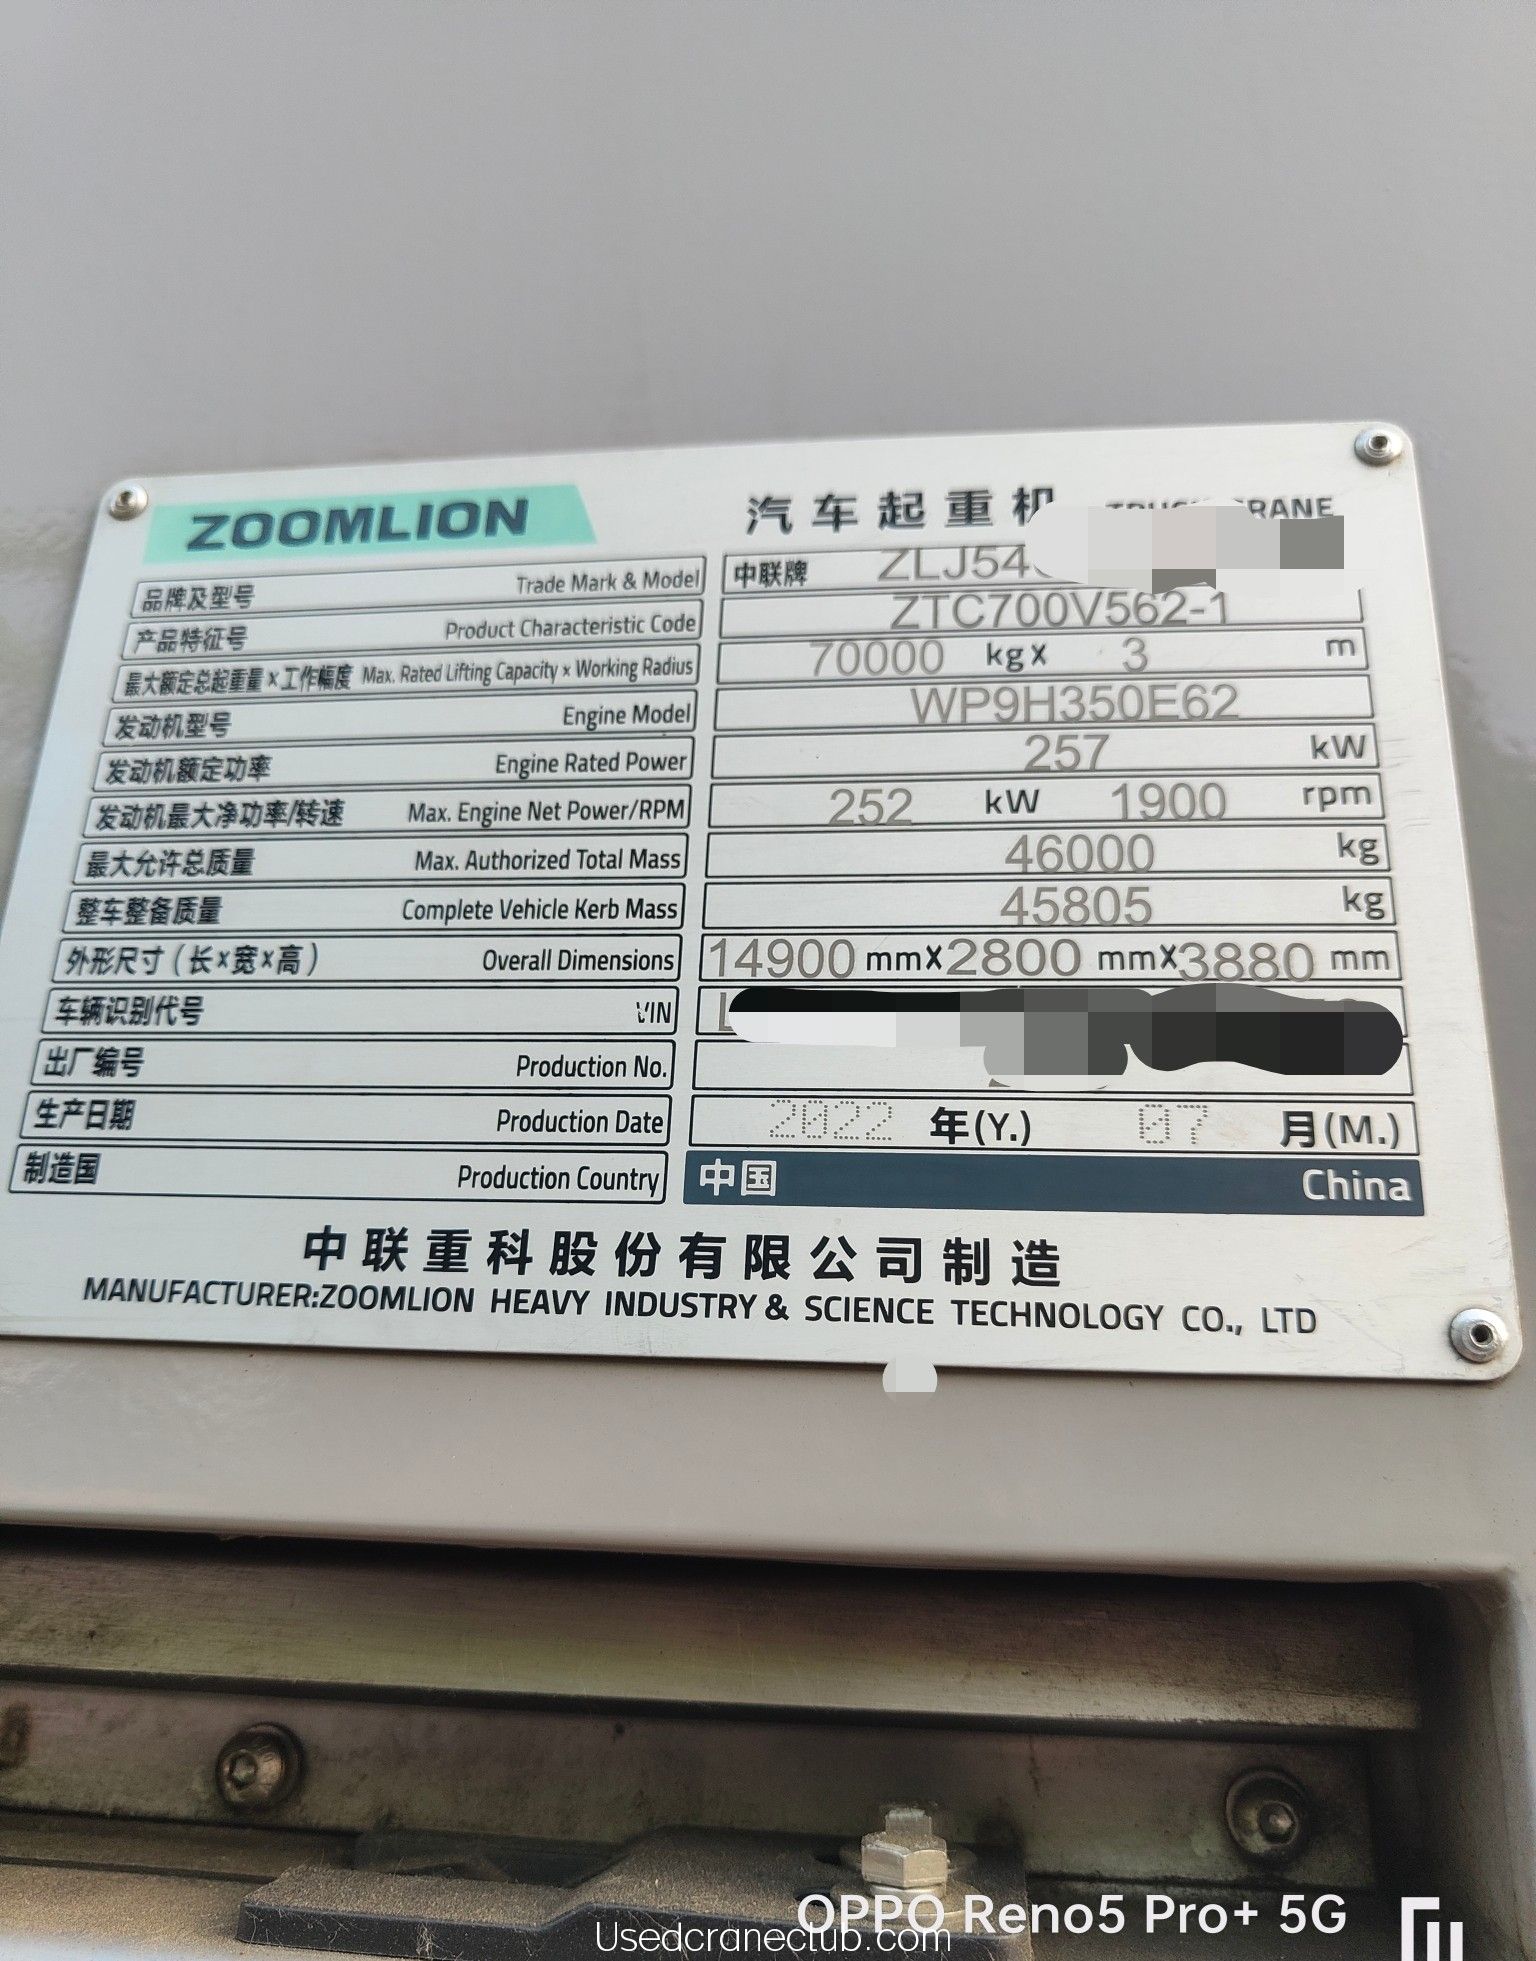 ZOOMLION 汽车起重机 CRANE
品牌及型号 Trade Mark & Model 中联牌 ZLJ54
产品特征号 Product Characteristic Code ZTC700V562-1
最大额定总起重量×工作幅度 Max. Rated Lifting Capacity × Working Radius 70000 kg× 3 m
发动机型号 Engine Model WP9H350E62
发动机额定功率 Engine Rated Power 257 kW
发动机最大净功率/转速 Max. Engine Net Power/RPM 252 kW 1900 rpm
最大允许总质量 Max. Authorized Total Mass 46000 kg
整车整备质量 Complete Vehicle Kerb Mass 45805 kg
外形尺寸(长×宽×高) Overall Dimensions 14900 mm×2800 mm×3880 mm
车辆识别代号 VIN L
出厂编号 Production No.
生产日期 Production Date 2022 年(Y.) 07 月(M.)
制造国 Production Country 中国 China
中联重科股份有限公司制造
MANUFACTURER:ZOOMLION HEAVY INDUSTRY & SCIENCE TECHNOLOGY CO., LTD
OPPO Reno5 Pro+ 5G
Usedcraneclub.com